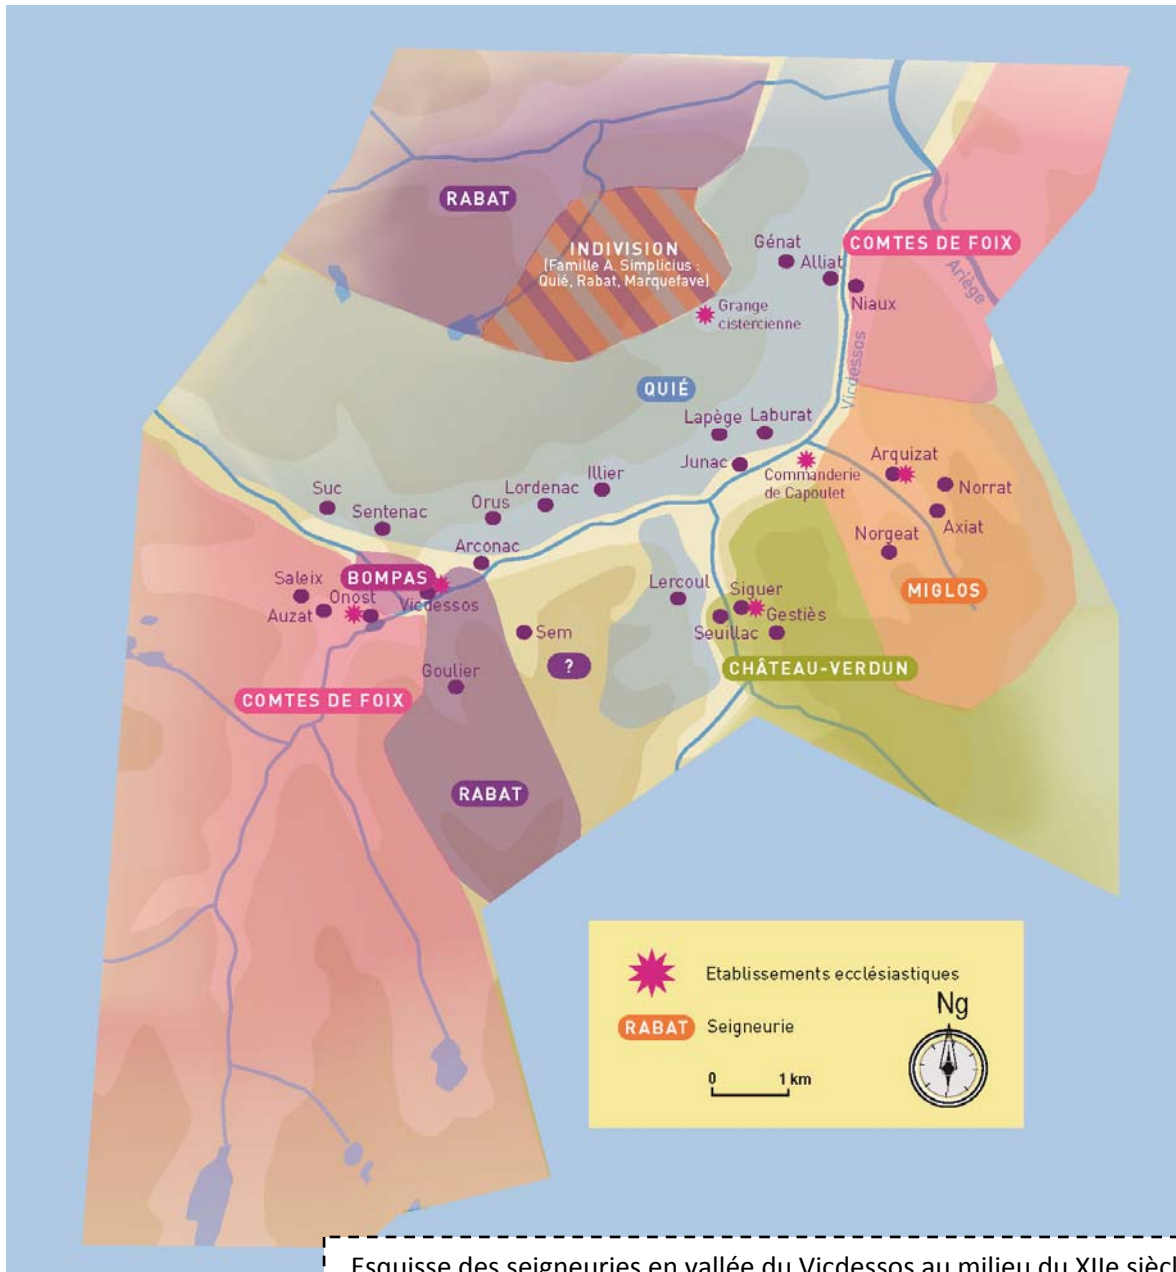 RABAT
INDIVISION
(Famille A. Simplicius :
Quié, Rabat, Marquefave)
Génat
Alliat
COMTES DE FOIX
Niaux
Ariège
Grange
cistercienne
Vicdessos
QUIÉ
Lapège
Laburat
Junac
Commanderie
de Capoulet
Arquizat
Norrat
Axiat
Norgeat
MIGLOS
Illier
Lordenac
Orus
Suc
Sentenac
Arconac
BOMPAS
Saleix
Onost
Auzat
Vicdessos
Lercoul
Siguer
Gestiès
Seuillac
Sem
?
CHÂTEAU-VERDUN
Goulier
COMTES DE FOIX
RABAT
Etablissements ecclésiastiques
RABAT Seigneurie
Ng
0 1 km
Esquisse des seigneuries en vallée du Vicdessos au milieu du XIIe siècl